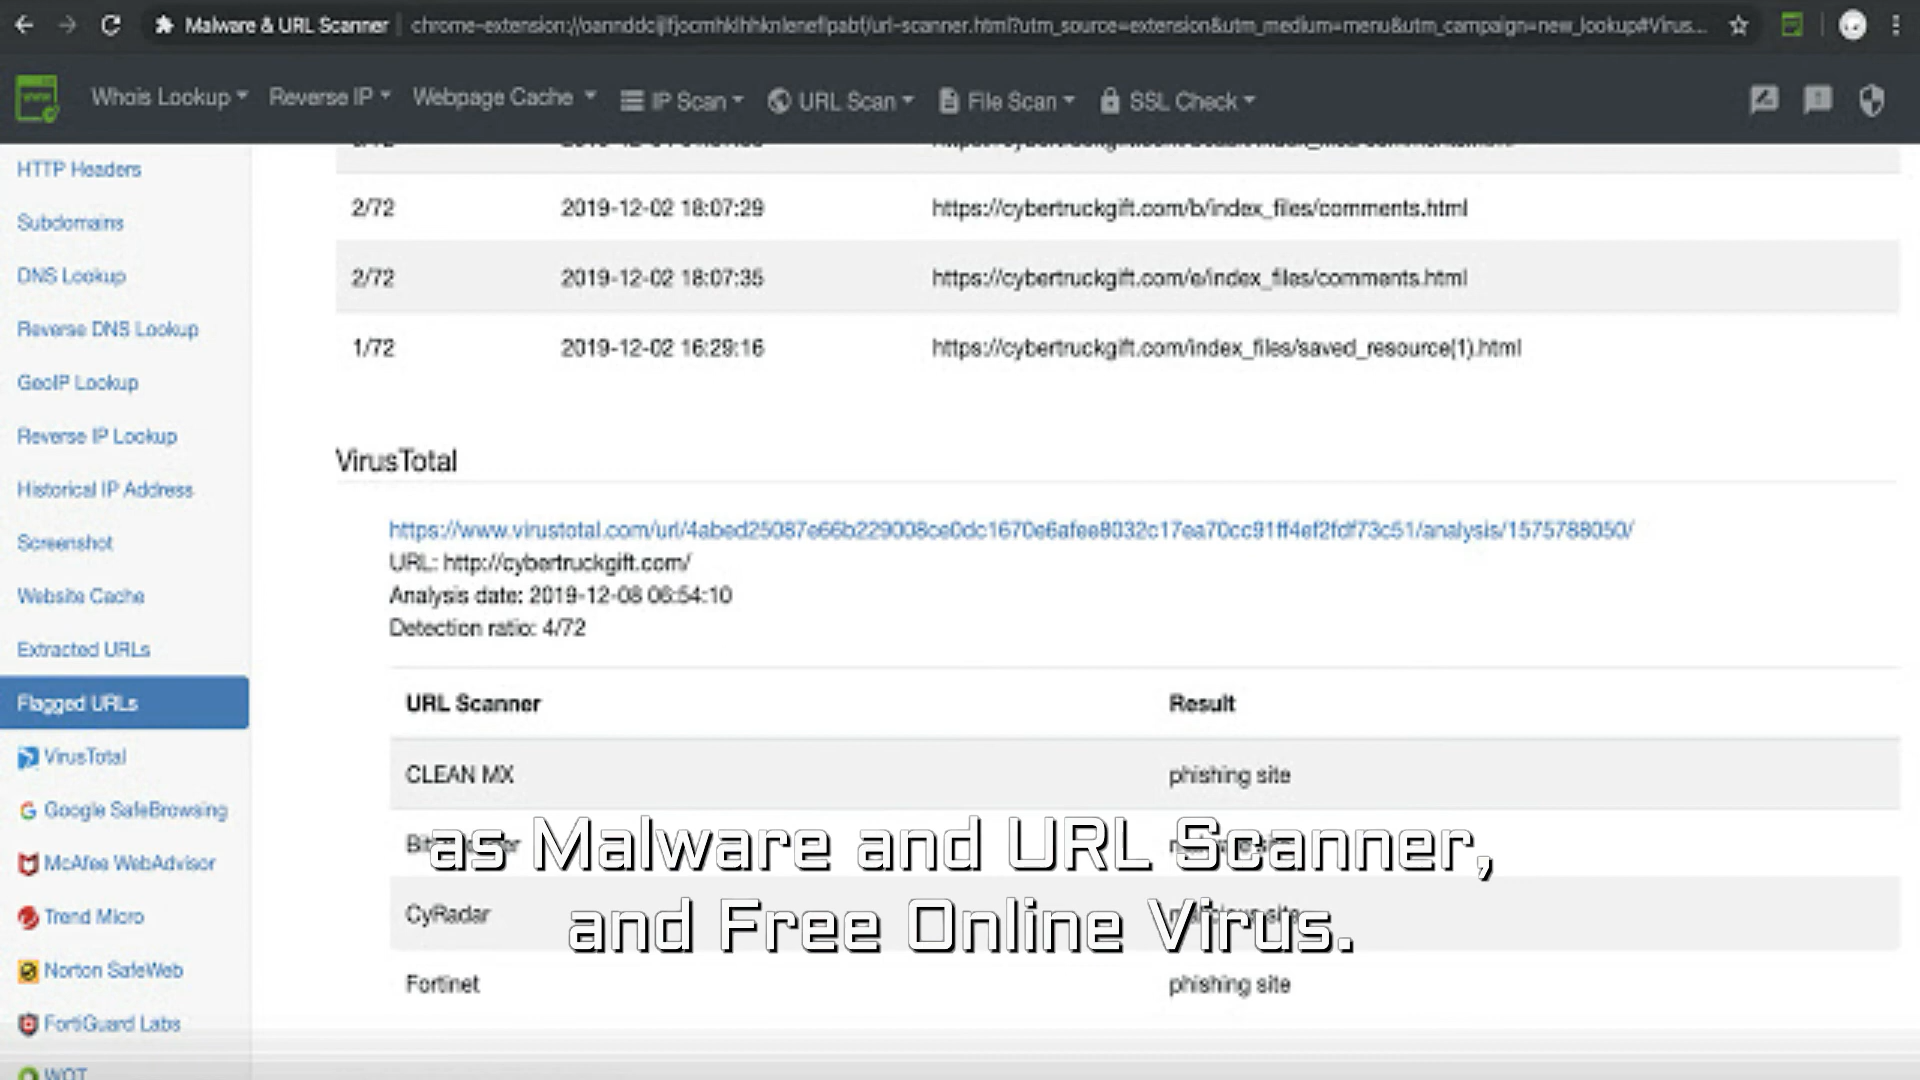 Malware & URL Scanner
Whois Lookup
Reverse IP
Webpage Cache
IP Scan
URL Scan
File Scan
SSL Check
HTTP Headers
Subdomains
DNS Lookup
Reverse DNS Lookup
GeoIP Lookup
Reverse IP Lookup
Historical IP Address
Screenshot
Website Cache
Extracted URLs
Flagged URLs
VirusTotal
Google SafeBrowsing
McAfee WebAdvisor
Trend Micro
Norton SafeWeb
FortiGuard Labs
WOT
2/72 2019-12-02 18:07:29 https://cybertruckgift.com/b/index_files/comments.html
2/72 2019-12-02 18:07:35 https://cybertruckgift.com/e/index_files/comments.html
1/72 2019-12-02 16:29:16 https://cybertruckgift.com/index_files/saved_resource(1).html
VirusTotal
https://www.virustotal.com/url/4abed25087e66b229008ce0dc1670e6afee8032c17ea70cc91ff4ef2fdf73c51/analysis/1575788050/
URL: http://cybertruckgift.com/
Analysis date: 2019-12-08 06:54:10
Detection ratio: 4/72
URL Scanner Result
CLEAN MX phishing site
CyRadar
Fortinet phishing site
as Malware and URL Scanner,
and Free Online Virus.